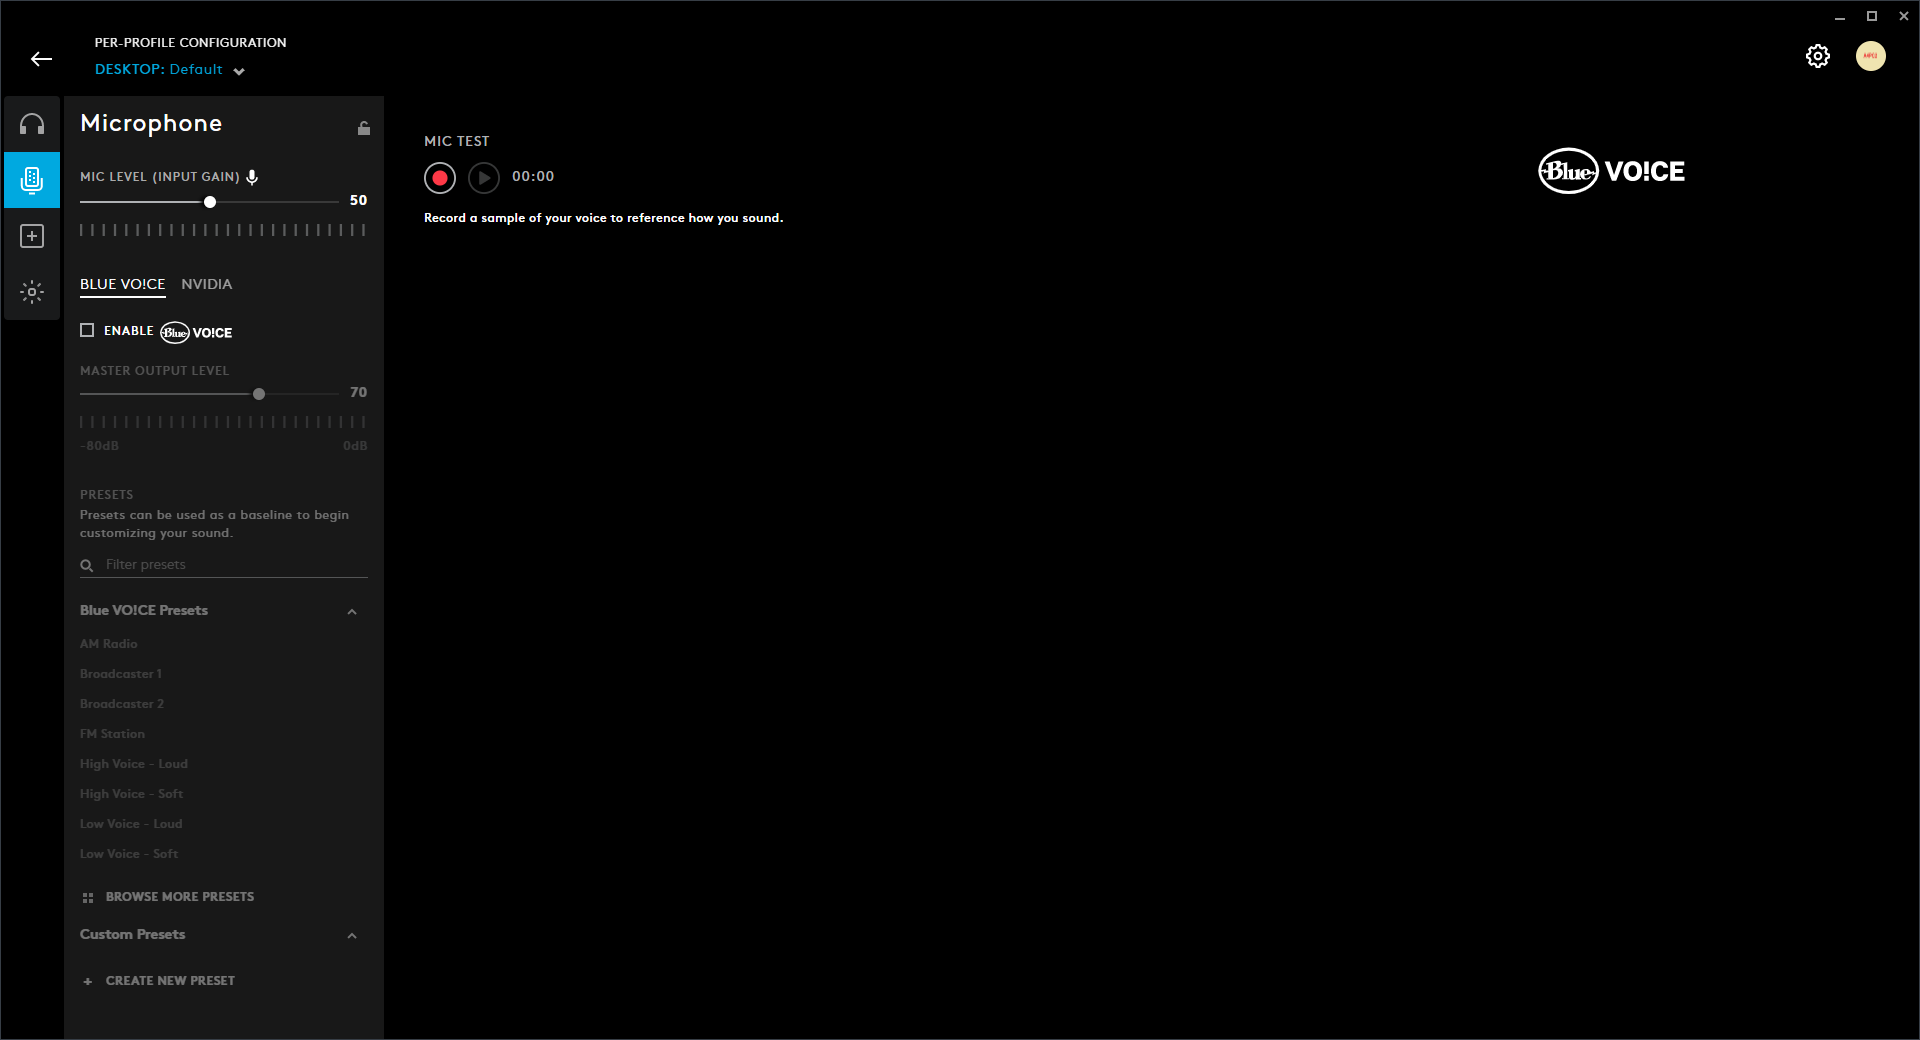 PER-PROFILE CONFIGURATION
DESKTOP: Default
Microphone
MIC LEVEL (INPUT GAIN)
50
BLUE VO!CE NVIDIA
ENABLE Blue VO!CE
MASTER OUTPUT LEVEL
70
-80dB 0dB
PRESETS
Presets can be used as a baseline to begin
customizing your sound.
Filter presets
Blue VO!CE Presets
AM Radio
Broadcaster 1
Broadcaster 2
FM Station
High Voice - Loud
High Voice - Soft
Low Voice - Loud
Low Voice - Soft
BROWSE MORE PRESETS
Custom Presets
CREATE NEW PRESET
MIC TEST
00:00
Record a sample of your voice to reference how you sound.
Blue VO!CE